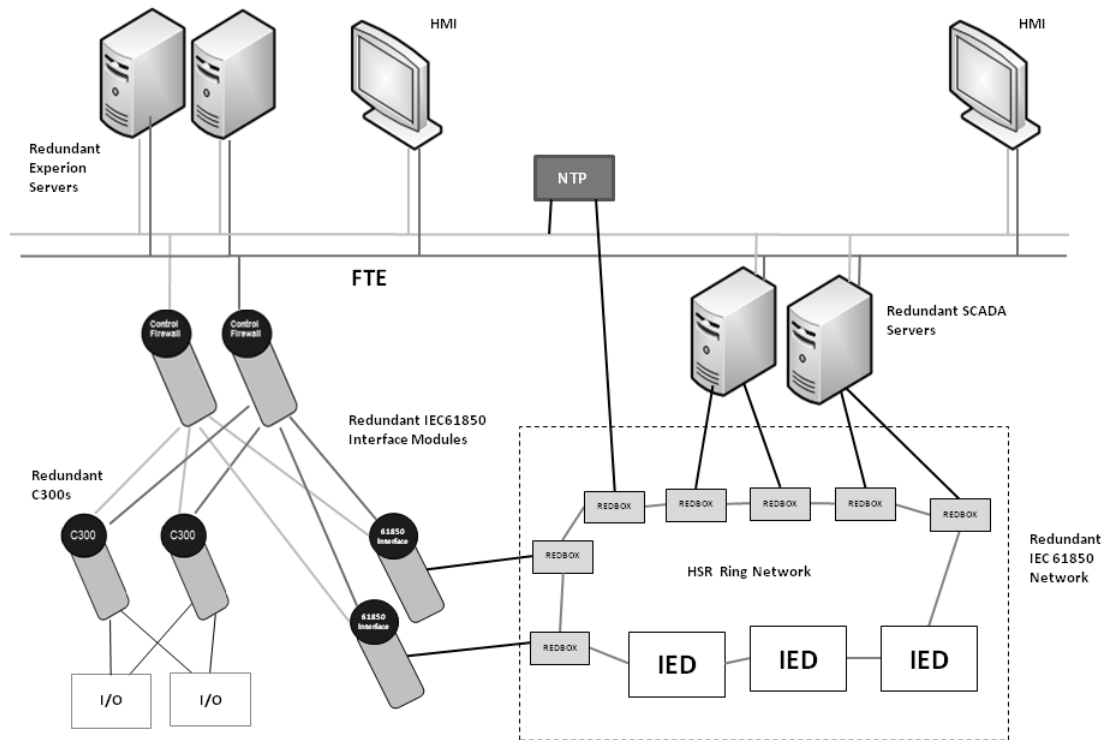 HMI
HMI
Redundant
Experion
Servers
NTP
FTE
Control
Firewall
Control
Firewall
Redundant SCADA
Servers
Redundant IEC61850
Interface Modules
Redundant
C300s
C300
C300
61850
Interface
61850
Interface
REDBOX
REDBOX
REDBOX
REDBOX
REDBOX
REDBOX
REDBOX
HSR Ring Network
Redundant
IEC 61850
Network
IED
IED
IED
I/O
I/O